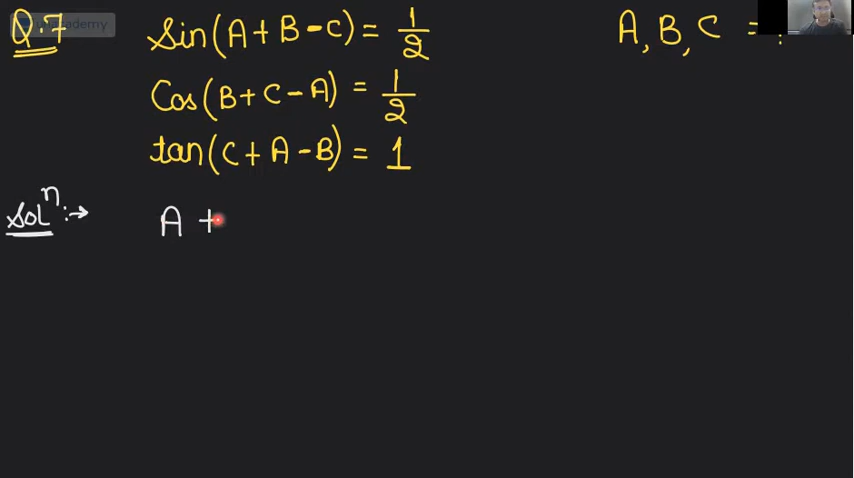 Q.7 Sin(A+B-C) = 1/2 A, B, C = ?
Cos(B+C-A) = 1/2
tan(C+A-B) = 1
Solⁿ:→ A +